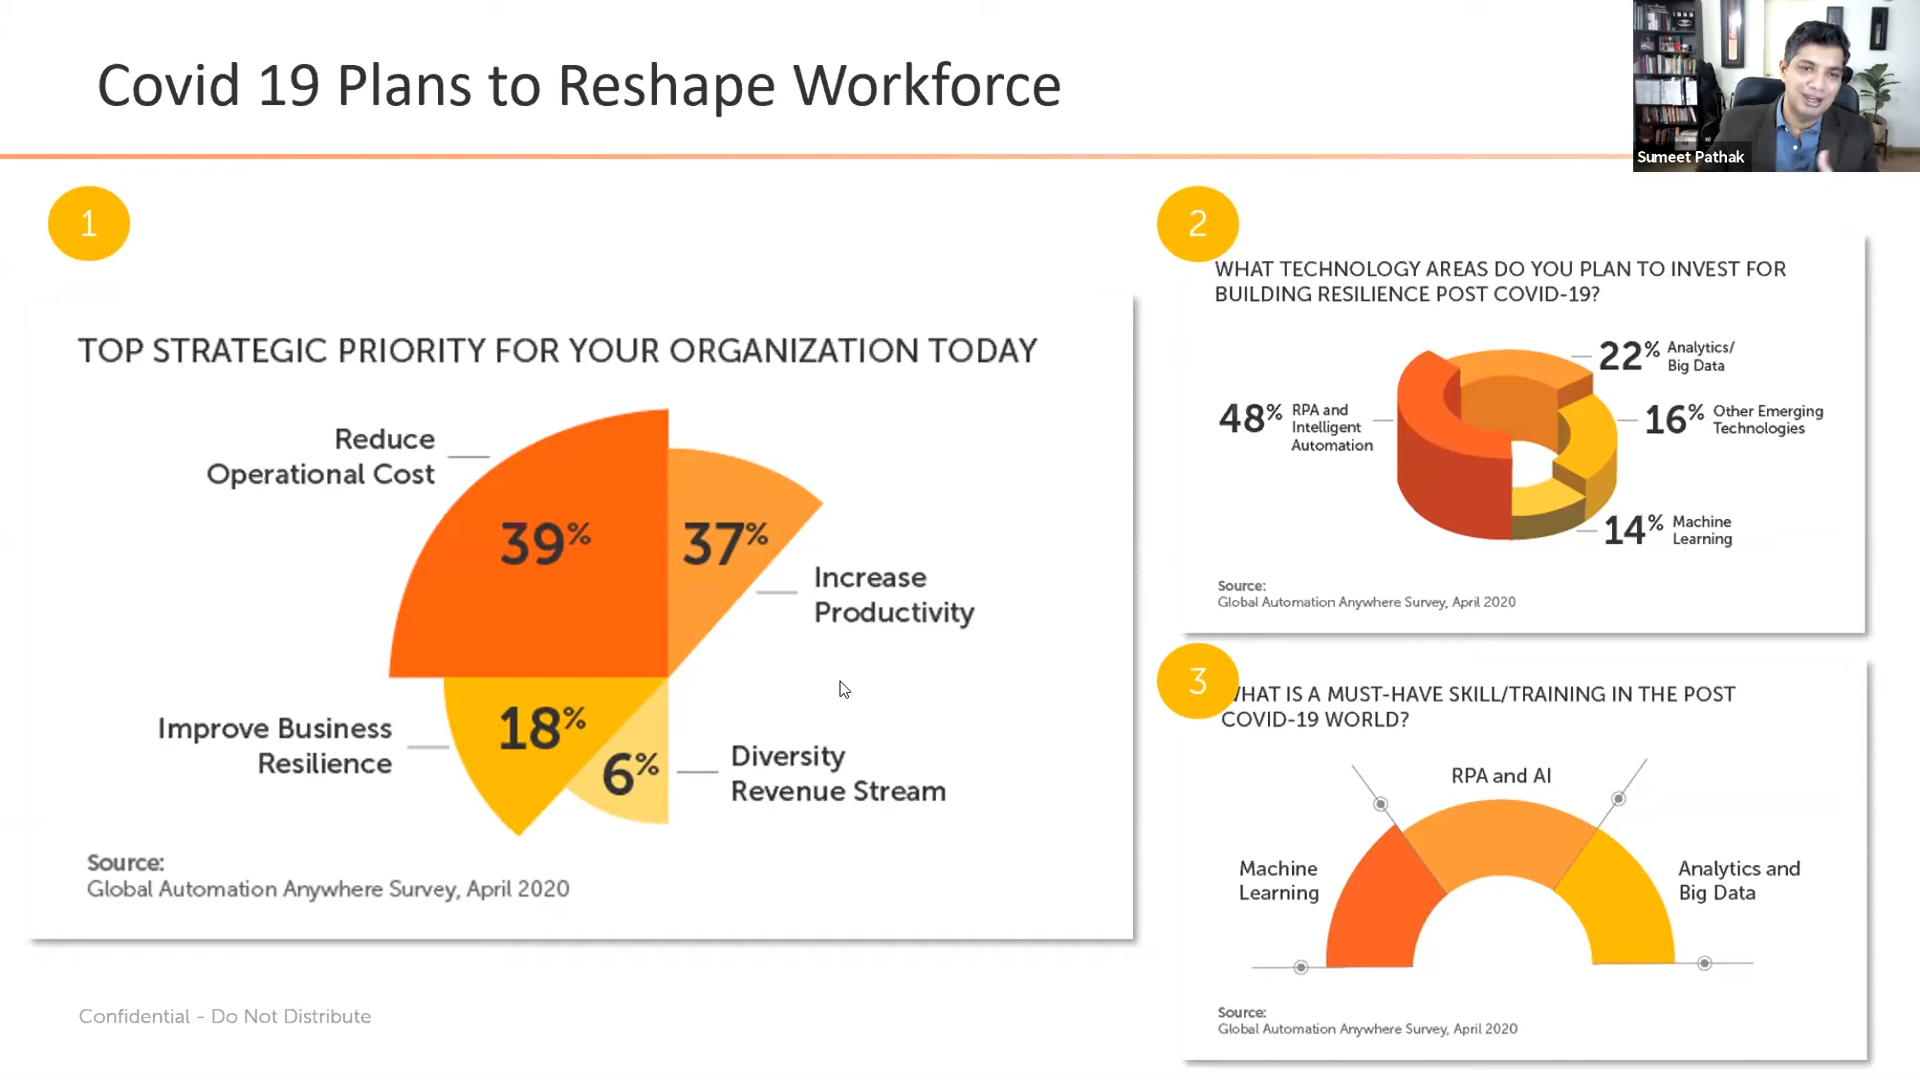 Covid 19 Plans to Reshape Workforce
Sumeet Pathak
1
TOP STRATEGIC PRIORITY FOR YOUR ORGANIZATION TODAY
Reduce
Operational Cost
39%
37%
Increase
Productivity
Improve Business
Resilience
18%
6%
Diversity
Revenue Stream
Source:
Global Automation Anywhere Survey, April 2020
2
WHAT TECHNOLOGY AREAS DO YOU PLAN TO INVEST FOR
BUILDING RESILIENCE POST COVID-19?
22% Analytics/
Big Data
48% RPA and
Intelligent
Automation
16% Other Emerging
Technologies
14% Machine
Learning
Source:
Global Automation Anywhere Survey, April 2020
3
WHAT IS A MUST-HAVE SKILL/TRAINING IN THE POST
COVID-19 WORLD?
RPA and AI
Machine
Learning
Analytics and
Big Data
Source:
Global Automation Anywhere Survey, April 2020
Confidential - Do Not Distribute